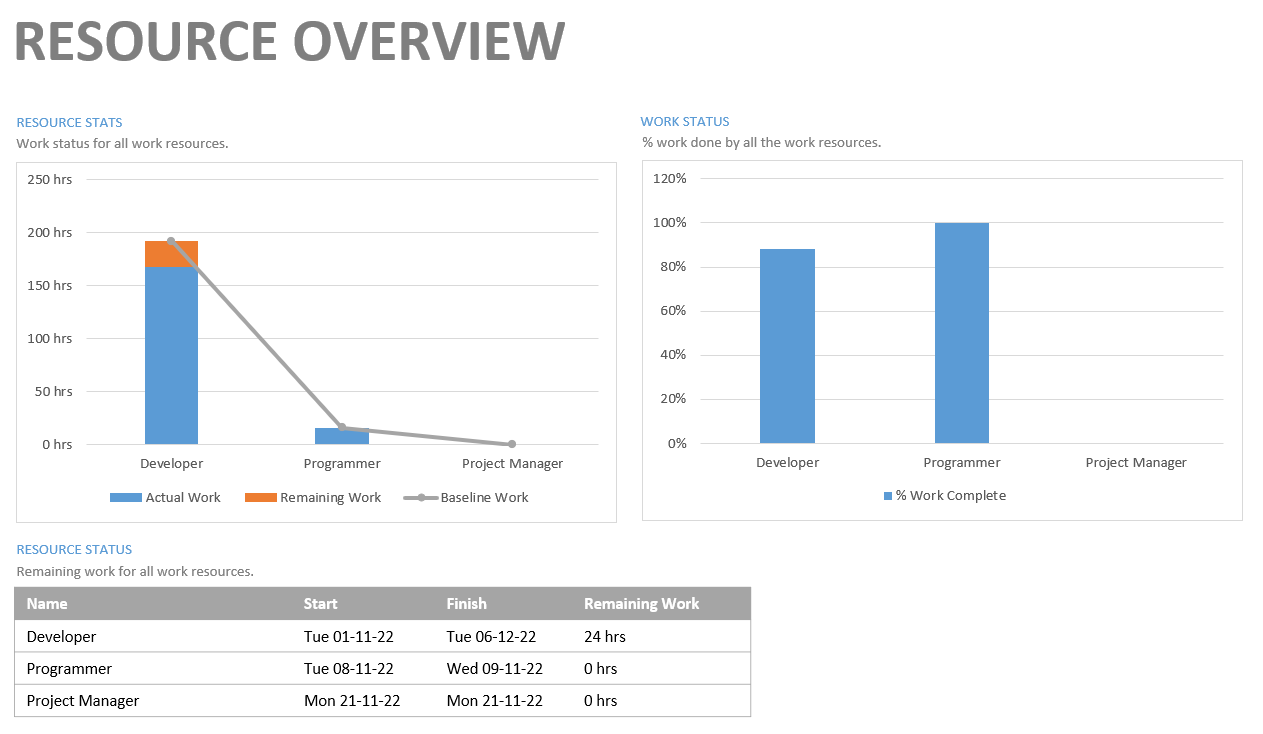 RESOURCE OVERVIEW
RESOURCE STATS
Work status for all work resources.
250 hrs
200 hrs
150 hrs
100 hrs
50 hrs
0 hrs
Developer Programmer Project Manager
Actual Work Remaining Work Baseline Work
WORK STATUS
% work done by all the work resources.
120%
100%
80%
60%
40%
20%
0%
Developer Programmer Project Manager
% Work Complete
RESOURCE STATUS
Remaining work for all work resources.
Name Start Finish Remaining Work
Developer Tue 01-11-22 Tue 06-12-22 24 hrs
Programmer Tue 08-11-22 Wed 09-11-22 0 hrs
Project Manager Mon 21-11-22 Mon 21-11-22 0 hrs